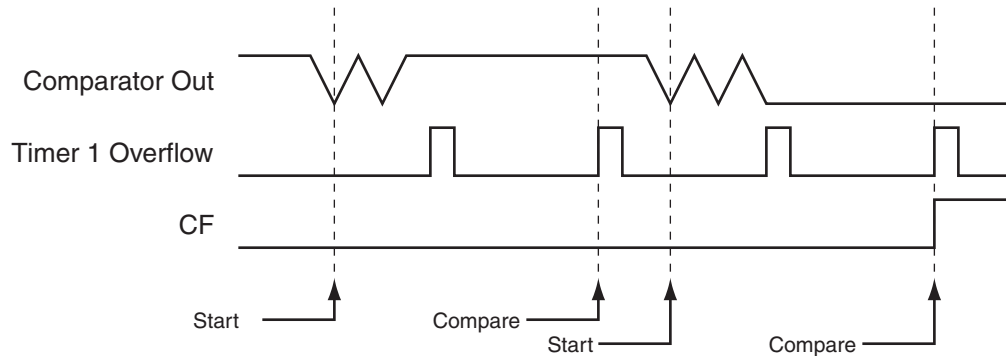 Comparator Out
Timer 1 Overflow
CF
Start
Compare
Start
Compare